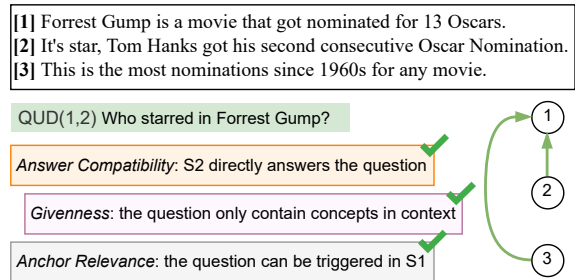 [1] Forrest Gump is a movie that got nominated for 13 Oscars.
[2] It's star, Tom Hanks got his second consecutive Oscar Nomination.
[3] This is the most nominations since 1960s for any movie.
QUD(1,2) Who starred in Forrest Gump?
Answer Compatibility: S2 directly answers the question
Givenness: the question only contain concepts in context
Anchor Relevance: the question can be triggered in S1
1
2
3